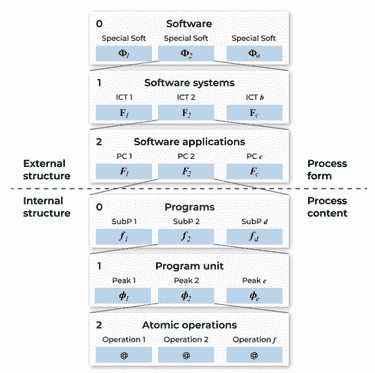 0 Software
Special Soft Special Soft Special Soft
Φ1 Φ2 Φa
1 Software systems
ICT 1 ICT 2 ICT b
F1 F2 Fc
2 Software applications
PC 1 PC 2 PC c
F1 F2 Fc
External structure
Process form
Internal structure
Process content
0 Programs
SubP 1 SubP 2 SubP d
f1 f2 fd
1 Program unit
Peak 1 Peak 2 Peak e
ϕ1 ϕ2 ϕe
2 Atomic operations
Operation 1 Operation 2 Operation f
@ @ @